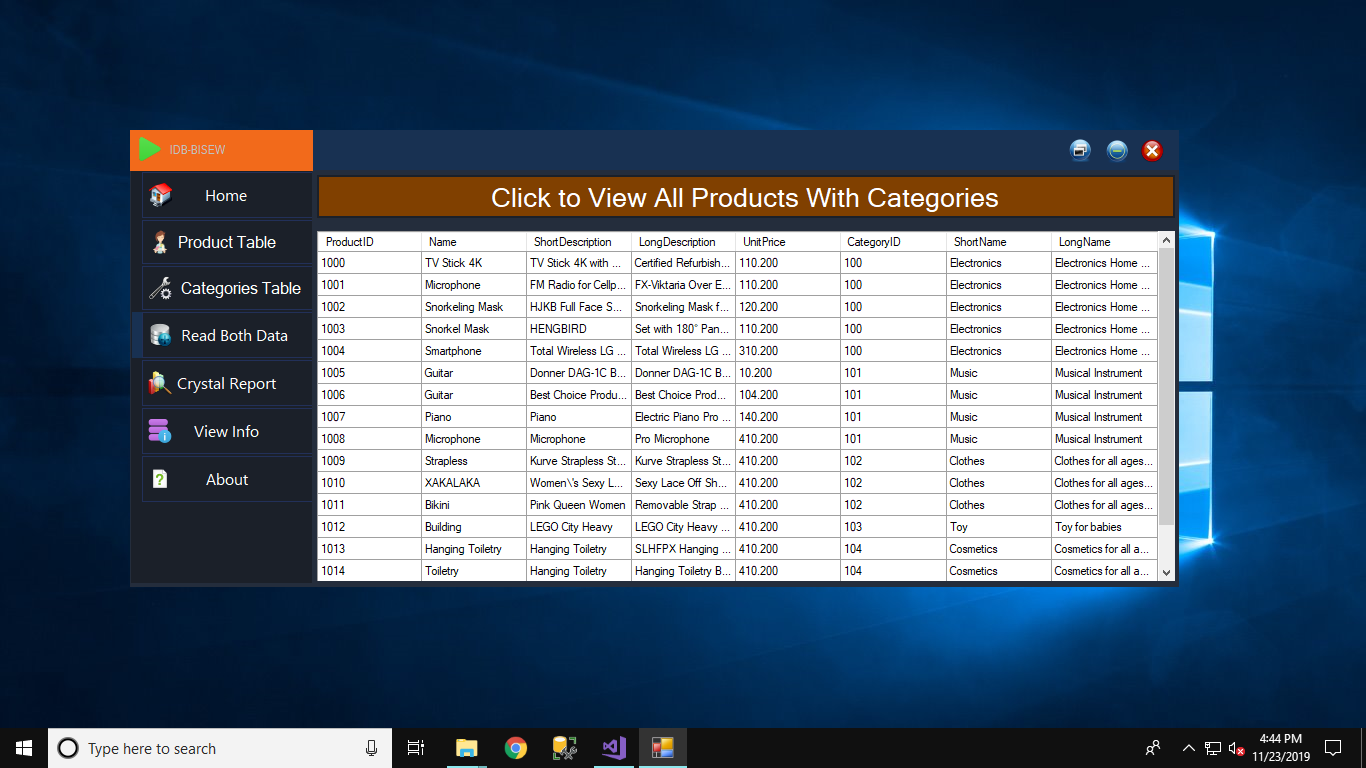 IDB-BISEW
Home
Product Table
Categories Table
Read Both Data
Crystal Report
View Info
About
Click to View All Products With Categories
ProductID Name ShortDescription LongDescription UnitPrice CategoryID ShortName LongName
1000 TV Stick 4K TV Stick 4K with ... Certified Refurbish... 110.200 100 Electronics Electronics Home ...
1001 Microphone FM Radio for Cellp... FX-Viktaria Over E... 110.200 100 Electronics Electronics Home ...
1002 Snorkeling Mask HJKB Full Face S... Snorkeling Mask f... 120.200 100 Electronics Electronics Home ...
1003 Snorkel Mask HENGBIRD Set with 180° Pan... 110.200 100 Electronics Electronics Home ...
1004 Smartphone Total Wireless LG ... Total Wireless LG ... 310.200 100 Electronics Electronics Home ...
1005 Guitar Donner DAG-1C B... Donner DAG-1C B... 10.200 101 Music Musical Instrument
1006 Guitar Best Choice Produ... Best Choice Prod... 104.200 101 Music Musical Instrument
1007 Piano Piano Electric Piano Pro ... 140.200 101 Music Musical Instrument
1008 Microphone Microphone Pro Microphone 410.200 101 Music Musical Instrument
1009 Strapless Kurve Strapless St... Kurve Strapless St... 410.200 102 Clothes Clothes for all ages...
1010 XAKALAKA Women\'s Sexy L... Sexy Lace Off Sh... 410.200 102 Clothes Clothes for all ages...
1011 Bikini Pink Queen Women Removable Strap ... 410.200 102 Clothes Clothes for all ages...
1012 Building LEGO City Heavy LEGO City Heavy ... 410.200 103 Toy Toy for babies
1013 Hanging Toiletry Hanging Toiletry SLHFPX Hanging ... 410.200 104 Cosmetics Cosmetics for all a...
1014 Toiletry Hanging Toiletry Hanging Toiletry B... 410.200 104 Cosmetics Cosmetics for all a...
Type here to search
4:44 PM
11/23/2019